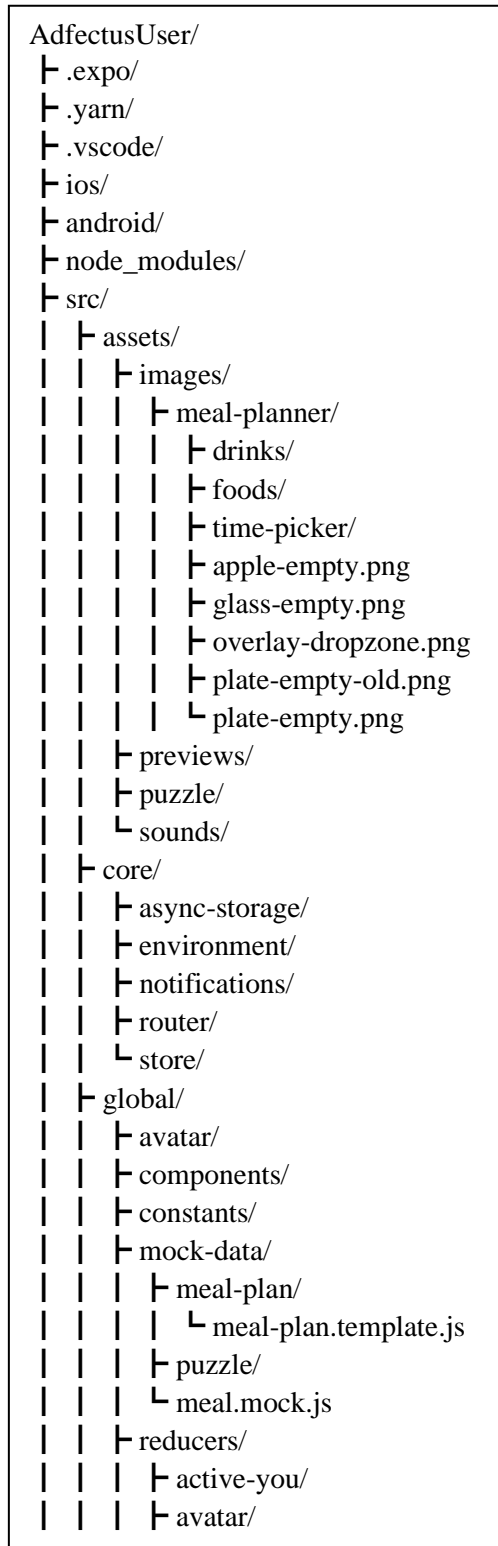 AdfectusUser/
┣ .expo/
┣ .yarn/
┣ .vscode/
┣ ios/
┣ android/
┣ node_modules/
┣ src/
┃ ┣ assets/
┃ ┃ ┣ images/
┃ ┃ ┃ ┣ meal-planner/
┃ ┃ ┃ ┃ ┣ drinks/
┃ ┃ ┃ ┃ ┣ foods/
┃ ┃ ┃ ┃ ┣ time-picker/
┃ ┃ ┃ ┃ ┣ apple-empty.png
┃ ┃ ┃ ┃ ┣ glass-empty.png
┃ ┃ ┃ ┃ ┣ overlay-dropzone.png
┃ ┃ ┃ ┃ ┣ plate-empty-old.png
┃ ┃ ┃ ┃ ┗ plate-empty.png
┃ ┃ ┣ previews/
┃ ┃ ┣ puzzle/
┃ ┃ ┗ sounds/
┃ ┣ core/
┃ ┃ ┣ async-storage/
┃ ┃ ┣ environment/
┃ ┃ ┣ notifications/
┃ ┃ ┣ router/
┃ ┃ ┗ store/
┃ ┣ global/
┃ ┃ ┣ avatar/
┃ ┃ ┣ components/
┃ ┃ ┣ constants/
┃ ┃ ┣ mock-data/
┃ ┃ ┃ ┣ meal-plan/
┃ ┃ ┃ ┃ ┗ meal-plan.template.js
┃ ┃ ┃ ┣ puzzle/
┃ ┃ ┃ ┗ meal.mock.js
┃ ┃ ┣ reducers/
┃ ┃ ┃ ┣ active-you/
┃ ┃ ┃ ┣ avatar/